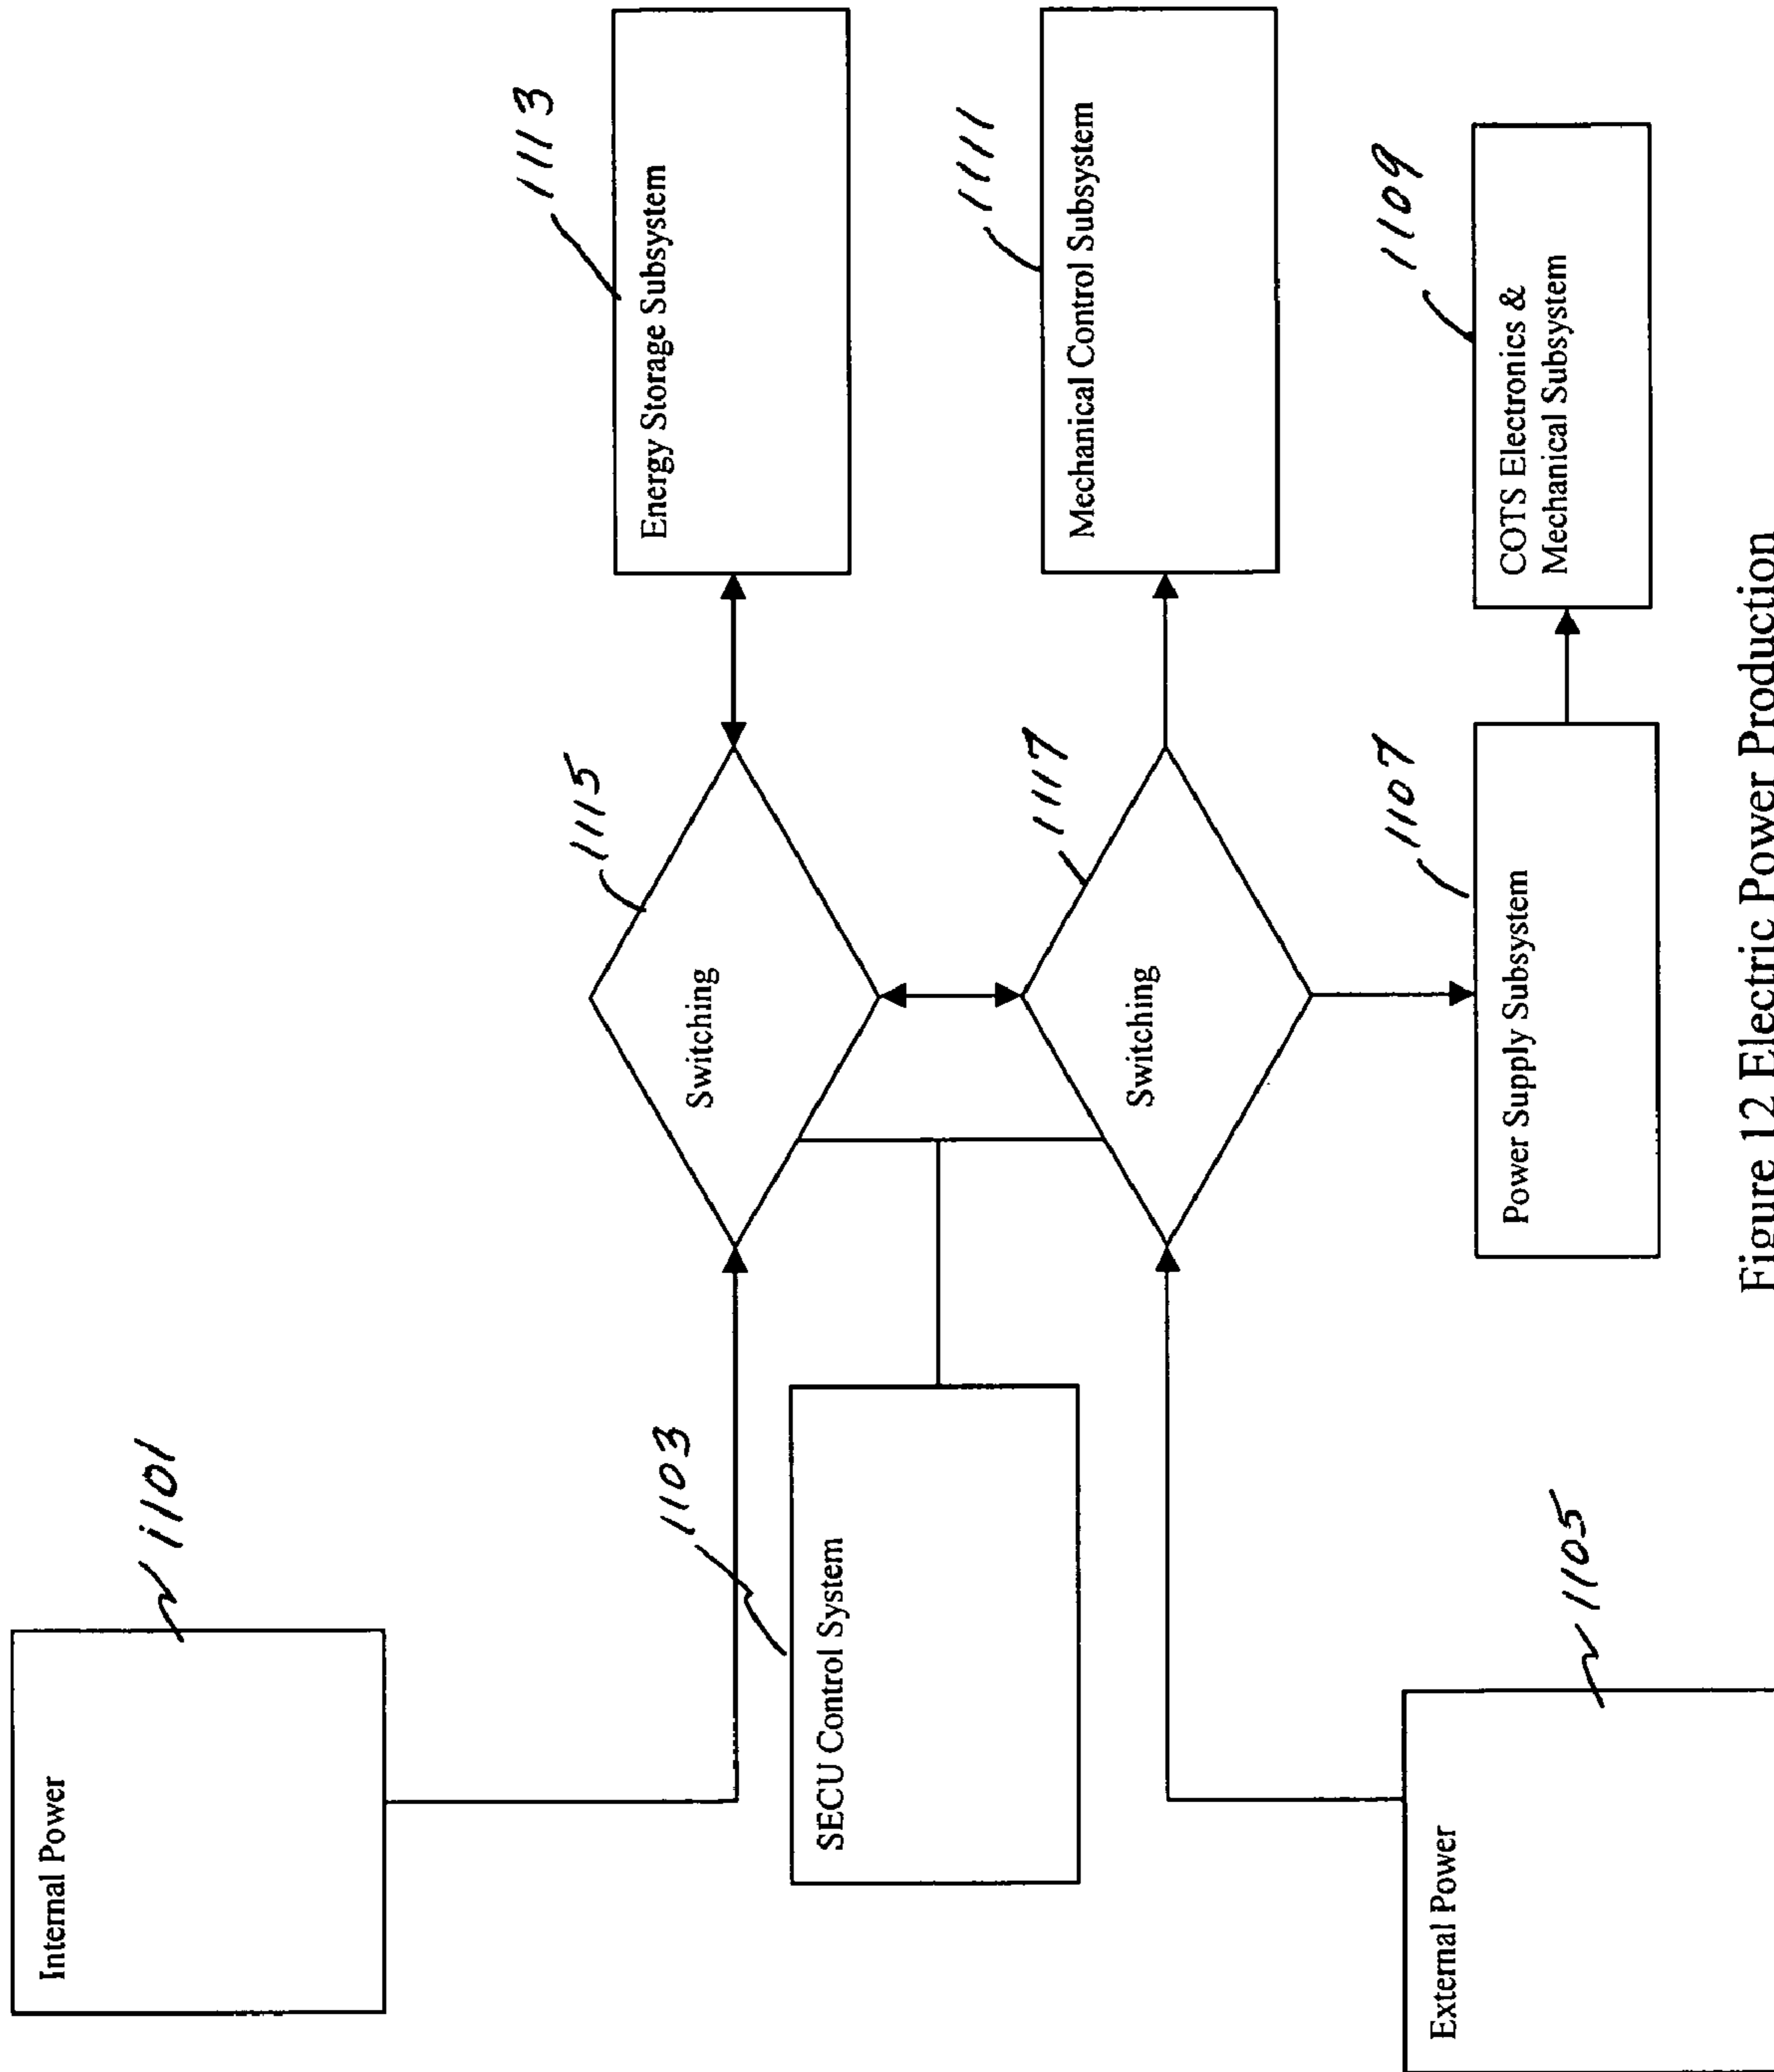 Internal Power
1101
Energy Storage Subsystem
1113
Switching
1115
SECU Control System
1103
Mechanical Control Subsystem
1111
Switching
1117
External Power
1105
Power Supply Subsystem
1107
COTS Electronics &
Mechanical Subsystem
1109
Figure 12 Electric Power Production